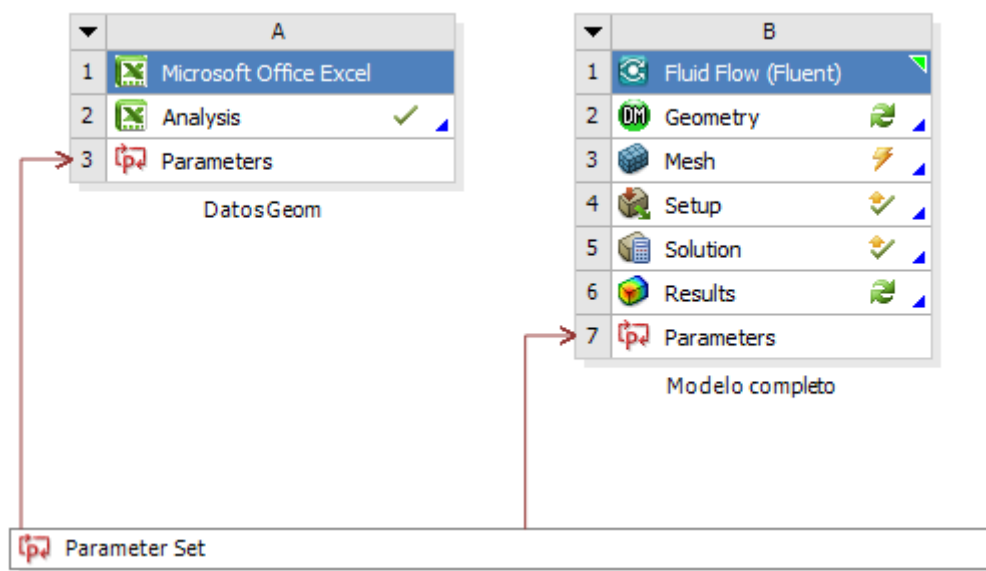 A
1 Microsoft Office Excel
2 Analysis
3 Parameters
DatosGeom
B
1 Fluid Flow (Fluent)
2 DM Geometry
3 Mesh
4 Setup
5 Solution
6 Results
7 Parameters
Modelo completo
Parameter Set